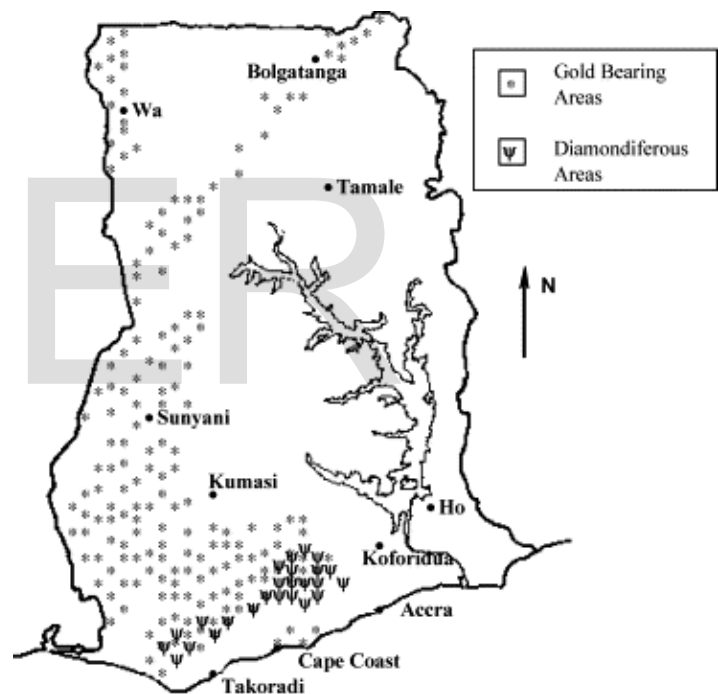 Bolgatanga
Wa
Tamale
Gold Bearing
Areas
Diamondiferous
Areas
N
ER
Sunyani
Kumasi
Ho
Koforidua
Accra
Cape Coast
Takoradi